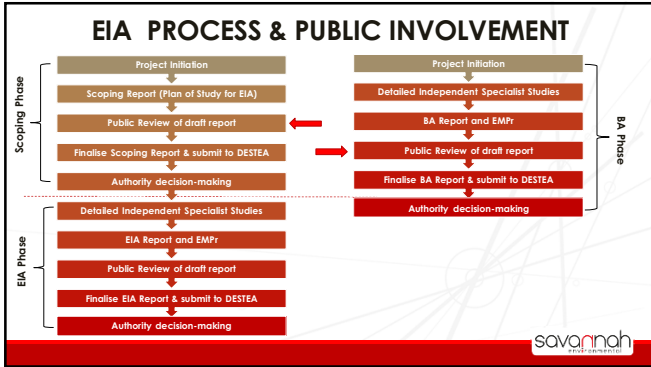 EIA PROCESS & PUBLIC INVOLVEMENT
Scoping Phase
Project Initiation
Scoping Report (Plan of Study for EIA)
Public Review of draft report
Finalise Scoping Report & submit to DESTEA
Authority decision-making
EIA Phase
Detailed Independent Specialist Studies
EIA Report and EMPr
Public Review of draft report
Finalise EIA Report & submit to DESTEA
Authority decision-making
Project Initiation
Detailed Independent Specialist Studies
BA Report and EMPr
Public Review of draft report
Finalise BA Report & submit to DESTEA
Authority decision-making
BA Phase
savannah
environmental